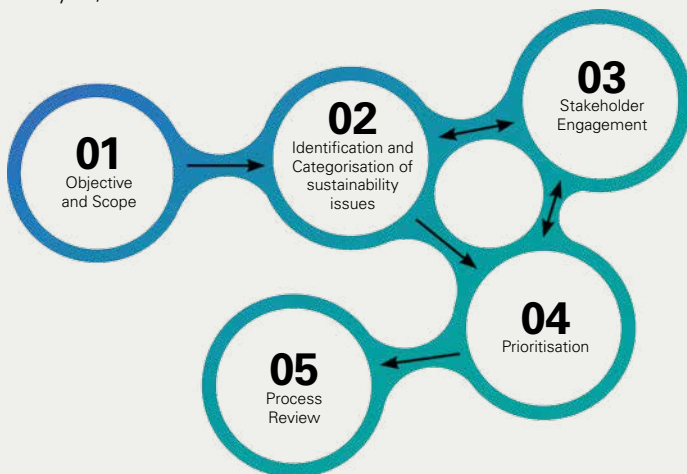 01
Objective
and Scope
02
Identification and
Categorisation of
sustainability
issues
03
Stakeholder
Engagement
04
Prioritisation
05
Process
Review